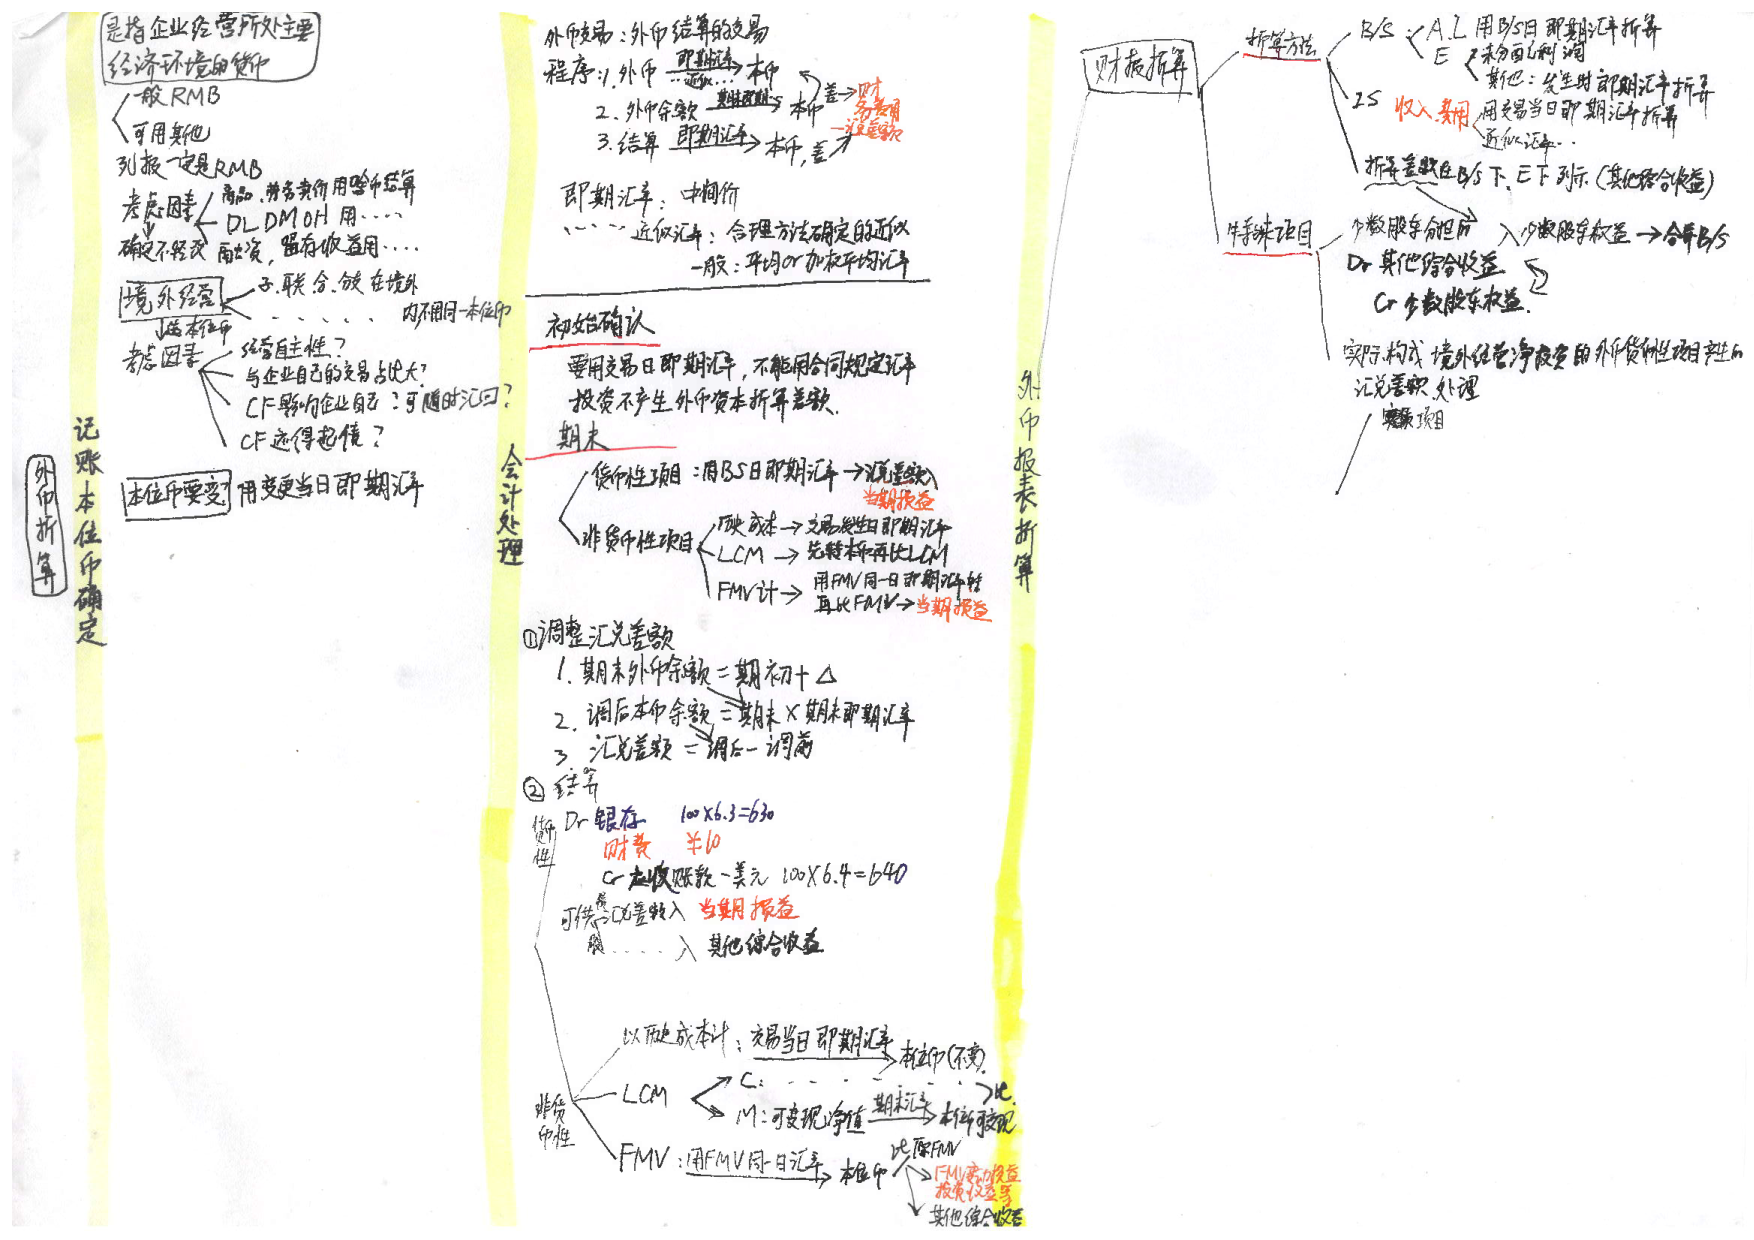 外币折算
记账本位币确定
是指企业经营所处主要
经济环境的货币
一般RMB
可用其他
列报一定是RMB
考虑因素
商品、劳务卖价用啥币结算
DL DM OH 用····
融资，留存收益用····
确定不轻改
境外经营
子.联.合.分支在境外
· · · · · 内不用同一本位币
选本位币
考虑因素
经营自主性？
与企业自己的交易占比大？
CF影响企业自己？可随时汇回？
CF还得起债？
本位币要变？ 用变更当日即期汇率
会计处理
外币交易：外币结算的交易
程序：1.外币 即期汇率 近似… 本币
2.外币余额 期末即期 本币
3.结算 即期汇率 本币，差
差→财务费用—汇兑差额
即期汇率：中间价
····近似汇率：合理方法确定的近似
一般：平均or加权平均汇率
初始确认
要用交易日即期汇率，不能用合同规定汇率
投资不产生外币资本折算差额.
期末
货币性项目：用BS日即期汇率→汇兑差额入
当期损益
非货币性项目
历史成本→交易发生日即期汇率
LCM→先转本币再比LCM
FMV计→用FMV同一日即期汇率转
再比FMV→当期损益
①调整汇兑差额
1.期末外币余额＝期初＋△
2.调后本币余额＝期末×期末即期汇率
3 汇兑差额＝调后－调前
②结算
货币性
Dr 银存 100×6.3=630
财费 ¥10
Cr 应收账款－美元 100×6.4=640
可供 债 汇兑差额入 当期损益
股 ···· 入 其他综合收益
非货币性
以历史成本计：交易当日即期汇率 本位币(不变).
LCM
C: · · · · · 比.
M：可变现净值 期末汇率 本位币可变现
FMV：用FMV同一日汇率 本位币
比原FMV
FMV变动损益
投资收益等
其他综合收益
外币报表折算
财报折算
折算方法
B/S
A.L 用B/S日即期汇率折算
E
未分配利润
其他：发生时即期汇率折算
IS 收入.费用
用交易当日即期汇率折算
近似汇率…
折算差额在B/S下、E下列示(其他综合收益)
特殊项目
少数股东分担的 入少数股东权益→合并B/S
Dr 其他综合收益
Cr 少数股东权益.
实际构成境外经营净投资的外币货币性项目产生的
汇兑差额处理
项目